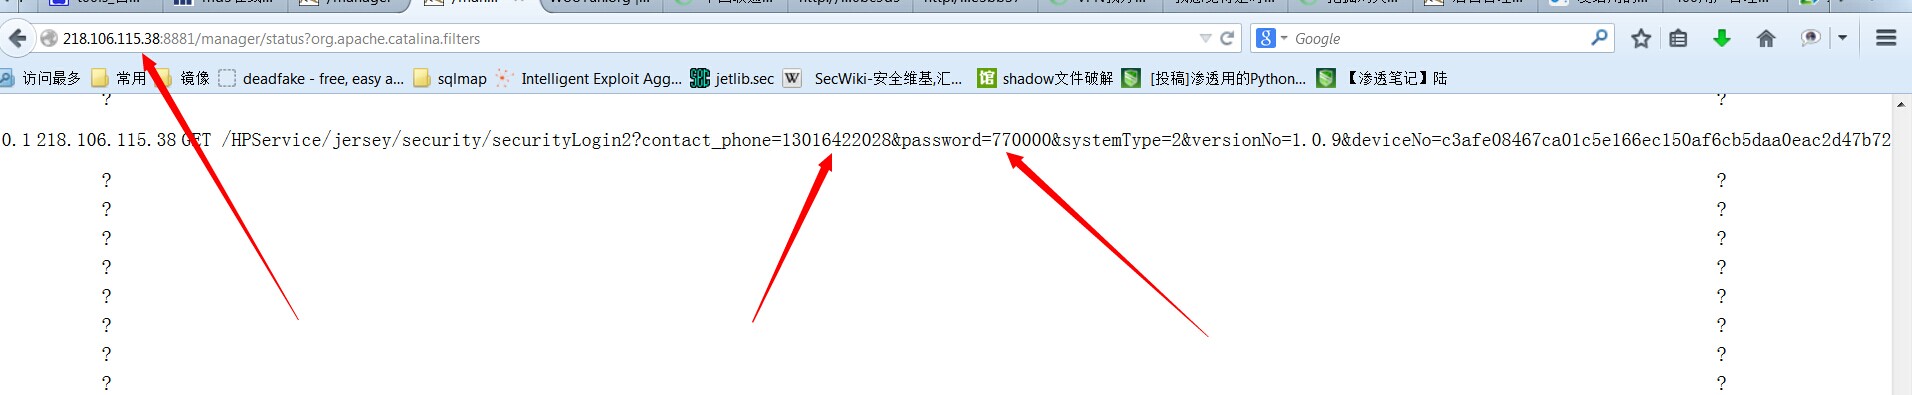 218.106.115.38:8881/manager/status?org.apache.catalina.filters
Google
访问最多 常用 镜像 deadfake - free, easy a... sqlmap Intelligent Exploit Agg... jetlib.sec SecWiki-安全维基,汇... shadow文件破解 [投稿]渗透用的Python... 【渗透笔记】陆
? ?
0.1 218.106.115.38 GET /HPService/jersey/security/securityLogin2?contact_phone=13016422028&password=770000&systemType=2&versionNo=1.0.9&deviceNo=c3afe08467ca01c5e166ec150af6cb5daa0eac2d47b72
? ?
? ?
? ?
? ?
? ?
? ?
? ?
? ?